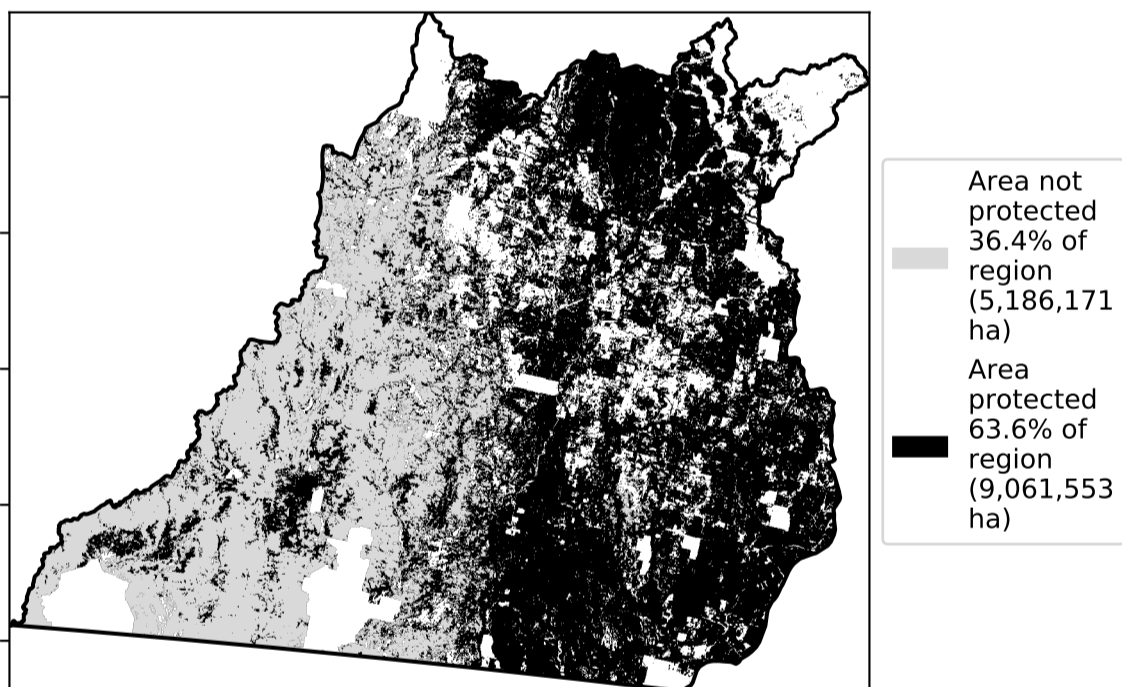 Area not
protected
36.4% of
region
(5,186,171
ha)
Area
protected
63.6% of
region
(9,061,553
ha)